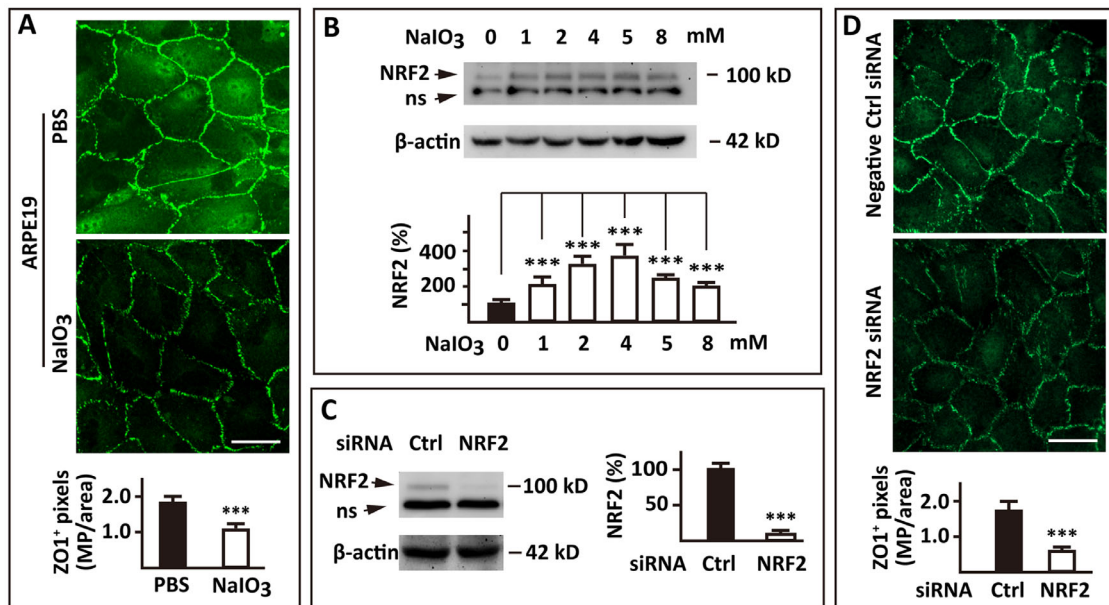 A
ARPE19
PBS
NaIO3
ZO1+ pixels
(MP/area)
2.0
1.0
***
PBS NaIO3
B
NaIO3 0 1 2 4 5 8 mM
NRF2
– 100 kD
ns
β-actin
– 42 kD
NRF2 (%)
400
200
*** *** *** *** ***
NaIO3 0 1 2 4 5 8 mM
C
siRNA Ctrl NRF2
NRF2
–100 kD
ns
β-actin
– 42 kD
NRF2 (%)
100
50
***
siRNA Ctrl NRF2
D
Negative Ctrl siRNA
NRF2 siRNA
ZO1+ pixels
(MP/area)
2.0
1.0
***
siRNA Ctrl NRF2